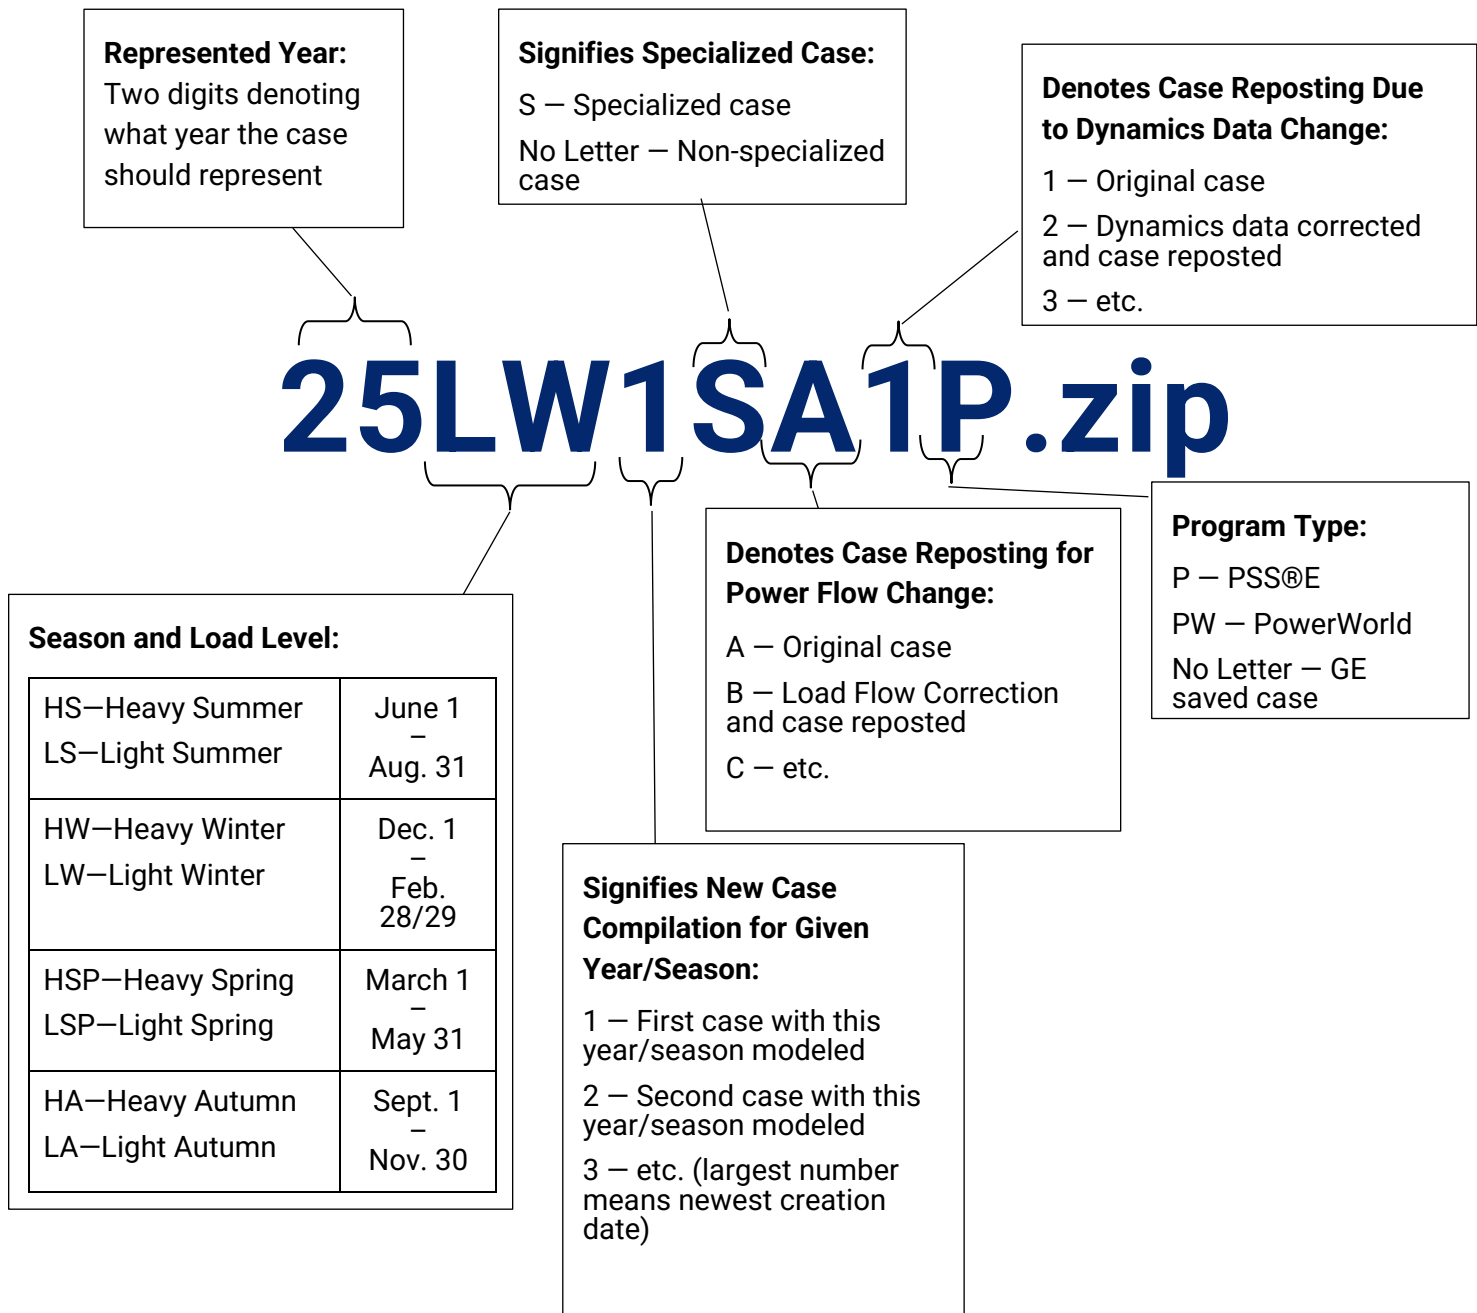 Represented Year:
Two digits denoting
what year the case
should represent
Signifies Specialized Case:
S — Specialized case
No Letter — Non-specialized
case
Denotes Case Reposting Due
to Dynamics Data Change:
1 — Original case
2 — Dynamics data corrected
and case reposted
3 — etc.
25LW1SA1P.zip
Season and Load Level:
HS—Heavy Summer
LS—Light Summer
June 1
–
Aug. 31
HW—Heavy Winter
LW—Light Winter
Dec. 1
–
Feb.
28/29
HSP—Heavy Spring
LSP—Light Spring
March 1
–
May 31
HA—Heavy Autumn
LA—Light Autumn
Sept. 1
–
Nov. 30
Signifies New Case
Compilation for Given
Year/Season:
1 — First case with this
year/season modeled
2 — Second case with this
year/season modeled
3 — etc. (largest number
means newest creation
date)
Denotes Case Reposting for
Power Flow Change:
A — Original case
B — Load Flow Correction
and case reposted
C — etc.
Program Type:
P — PSS®E
PW — PowerWorld
No Letter — GE
saved case